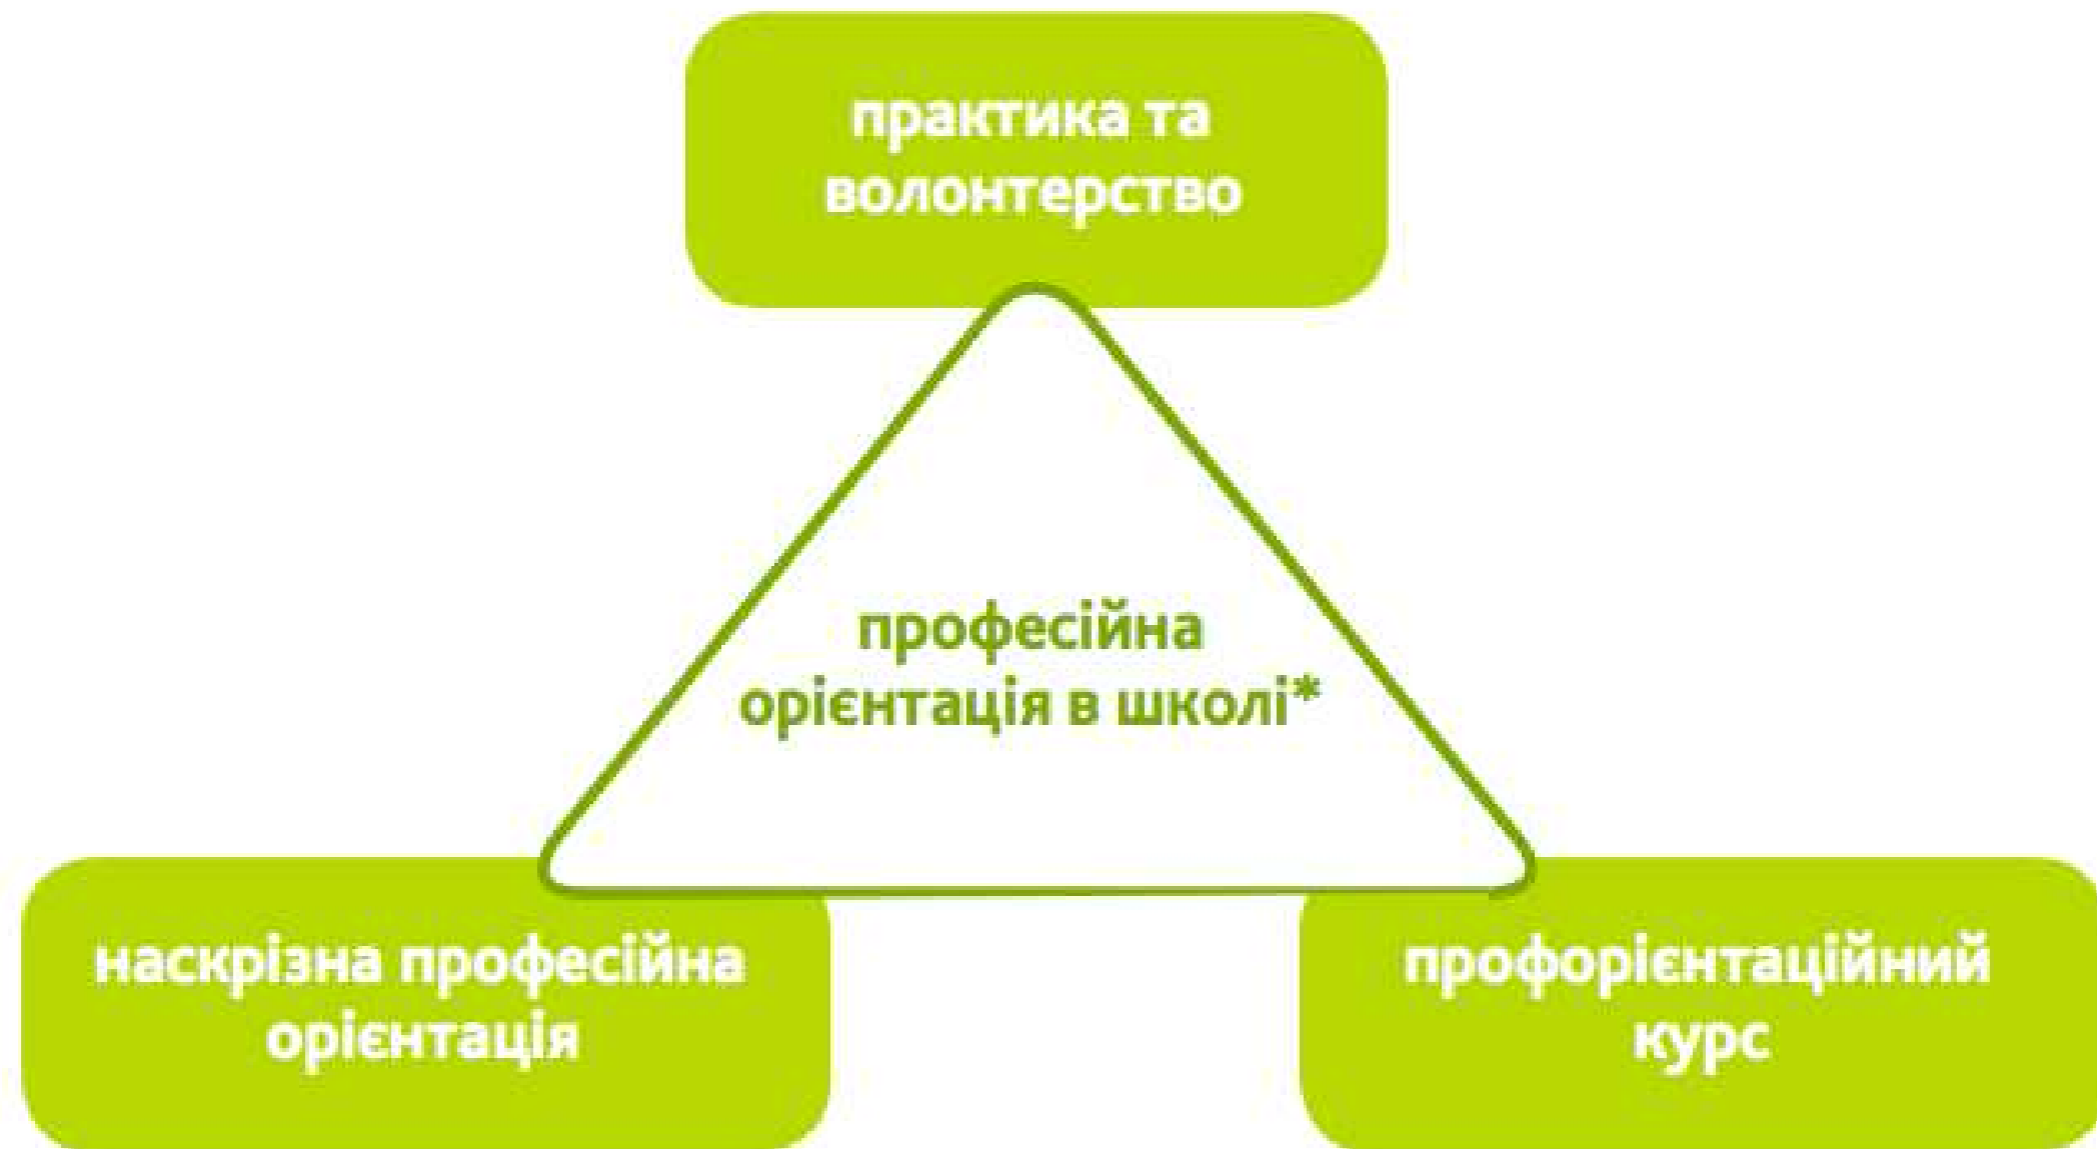 практика та
волонтерство
професійна
орієнтація в школі*
наскрізна професійна
орієнтація
профорієнтаційний
курс